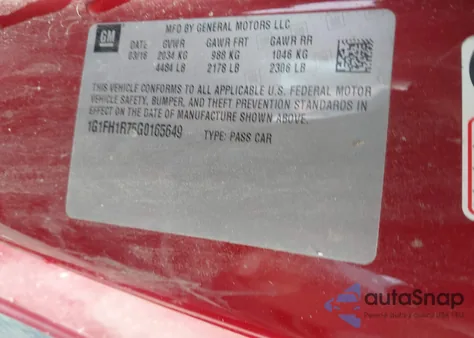 GM
MFD BY GENERAL MOTORS LLC
DATE GVWR GAWR FRT GAWR RR
03/16 2034 KG 988 KG 1046 KG
4484 LB 2178 LB 2306 LB
THIS VEHICLE CONFORMS TO ALL APPLICABLE U.S. FEDERAL MOTOR
VEHICLE SAFETY, BUMPER, AND THEFT PREVENTION STANDARDS IN
EFFECT ON THE DATE OF MANUFACTURE SHOWN ABOVE.
1G1FH1R75G0165649 TYPE: PASS CAR
autoSnap